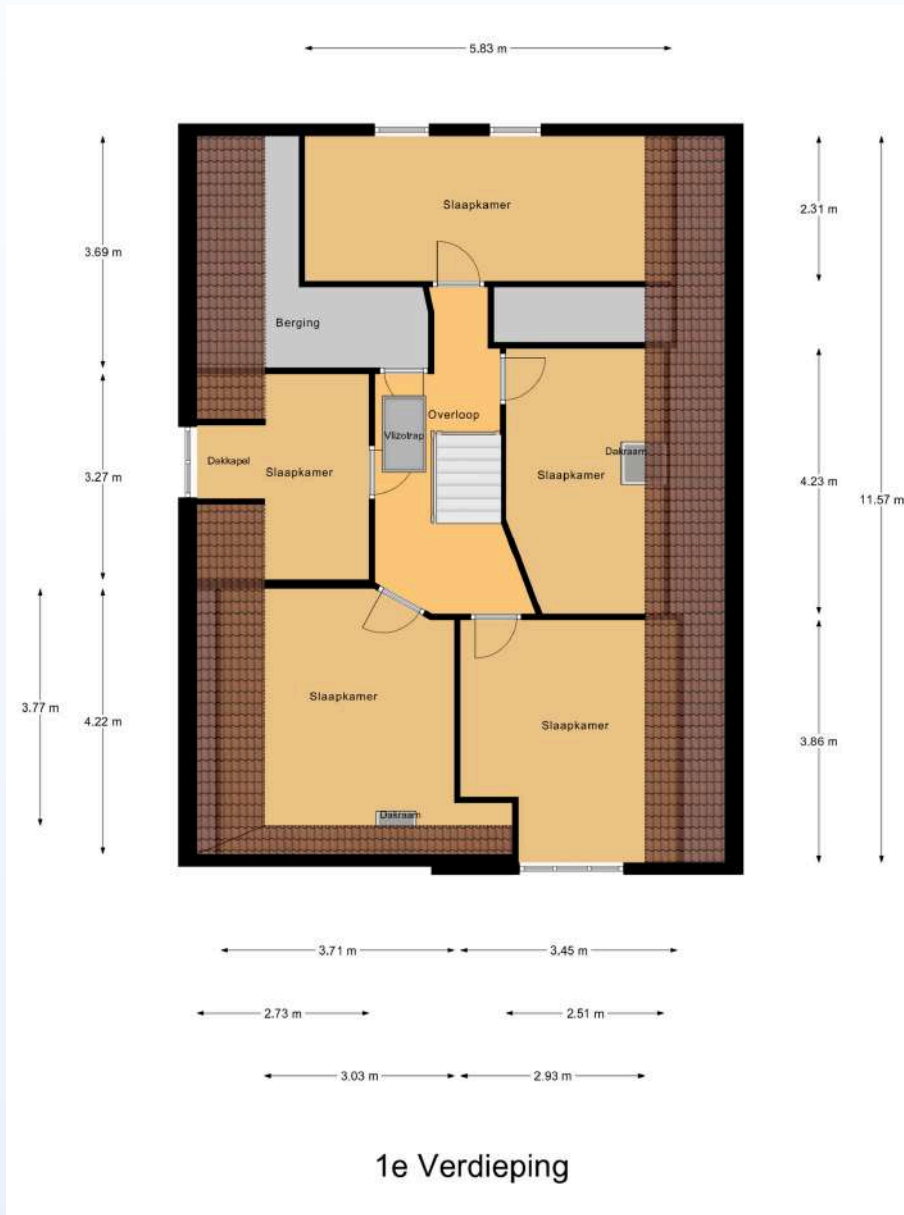 5.83 m
Slaapkamer
2.31 m
3.69 m
Berging
Overloop
Vlizotrap
Dakkapel
Slaapkamer
Dakraam
Slaapkamer
3.27 m
4.23 m
11.57 m
Slaapkamer
3.77 m
4.22 m
Slaapkamer
3.86 m
Dakraam
3.71 m
3.45 m
2.73 m
2.51 m
3.03 m
2.93 m
1e Verdieping